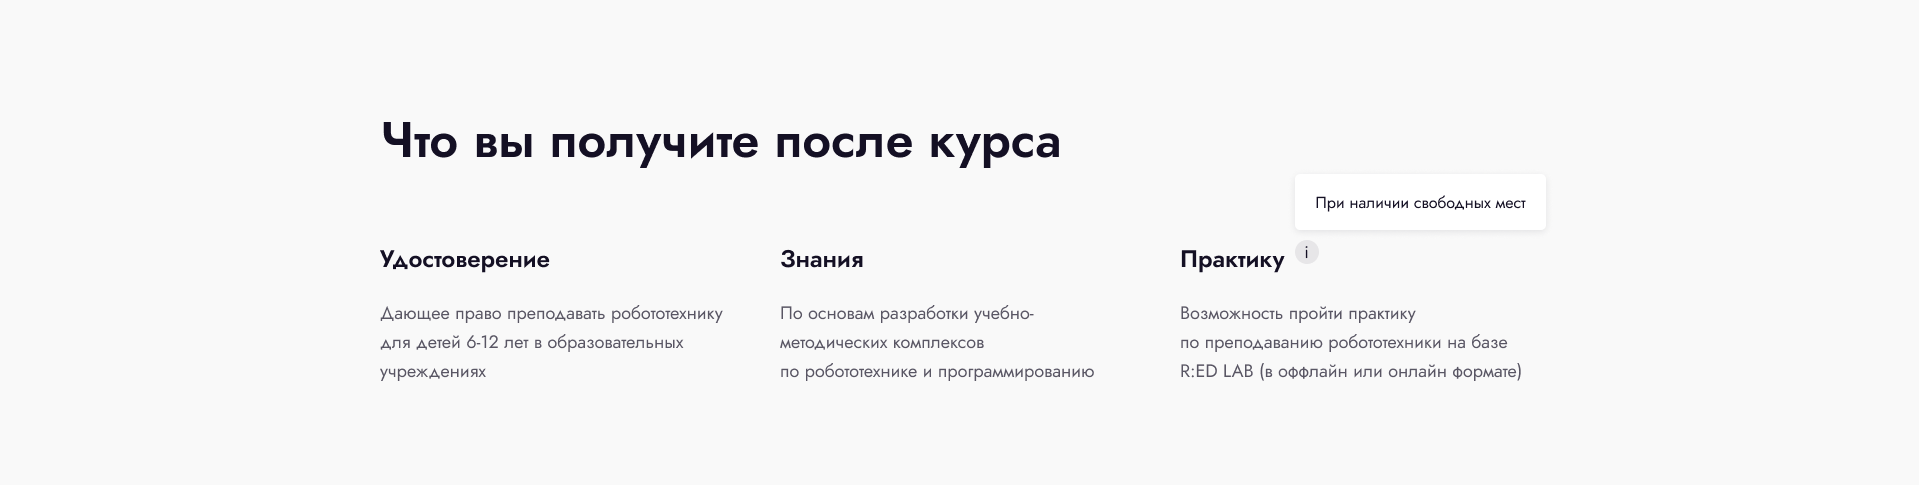 Что вы получите после курса
При наличии свободных мест
Удостоверение
Дающее право преподавать робототехнику
для детей 6-12 лет в образовательных
учреждениях
Знания
По основам разработки учебно-
методических комплексов
по робототехнике и программированию
Практику i
Возможность пройти практику
по преподаванию робототехники на базе
R:ED LAB (в оффлайн или онлайн формате)